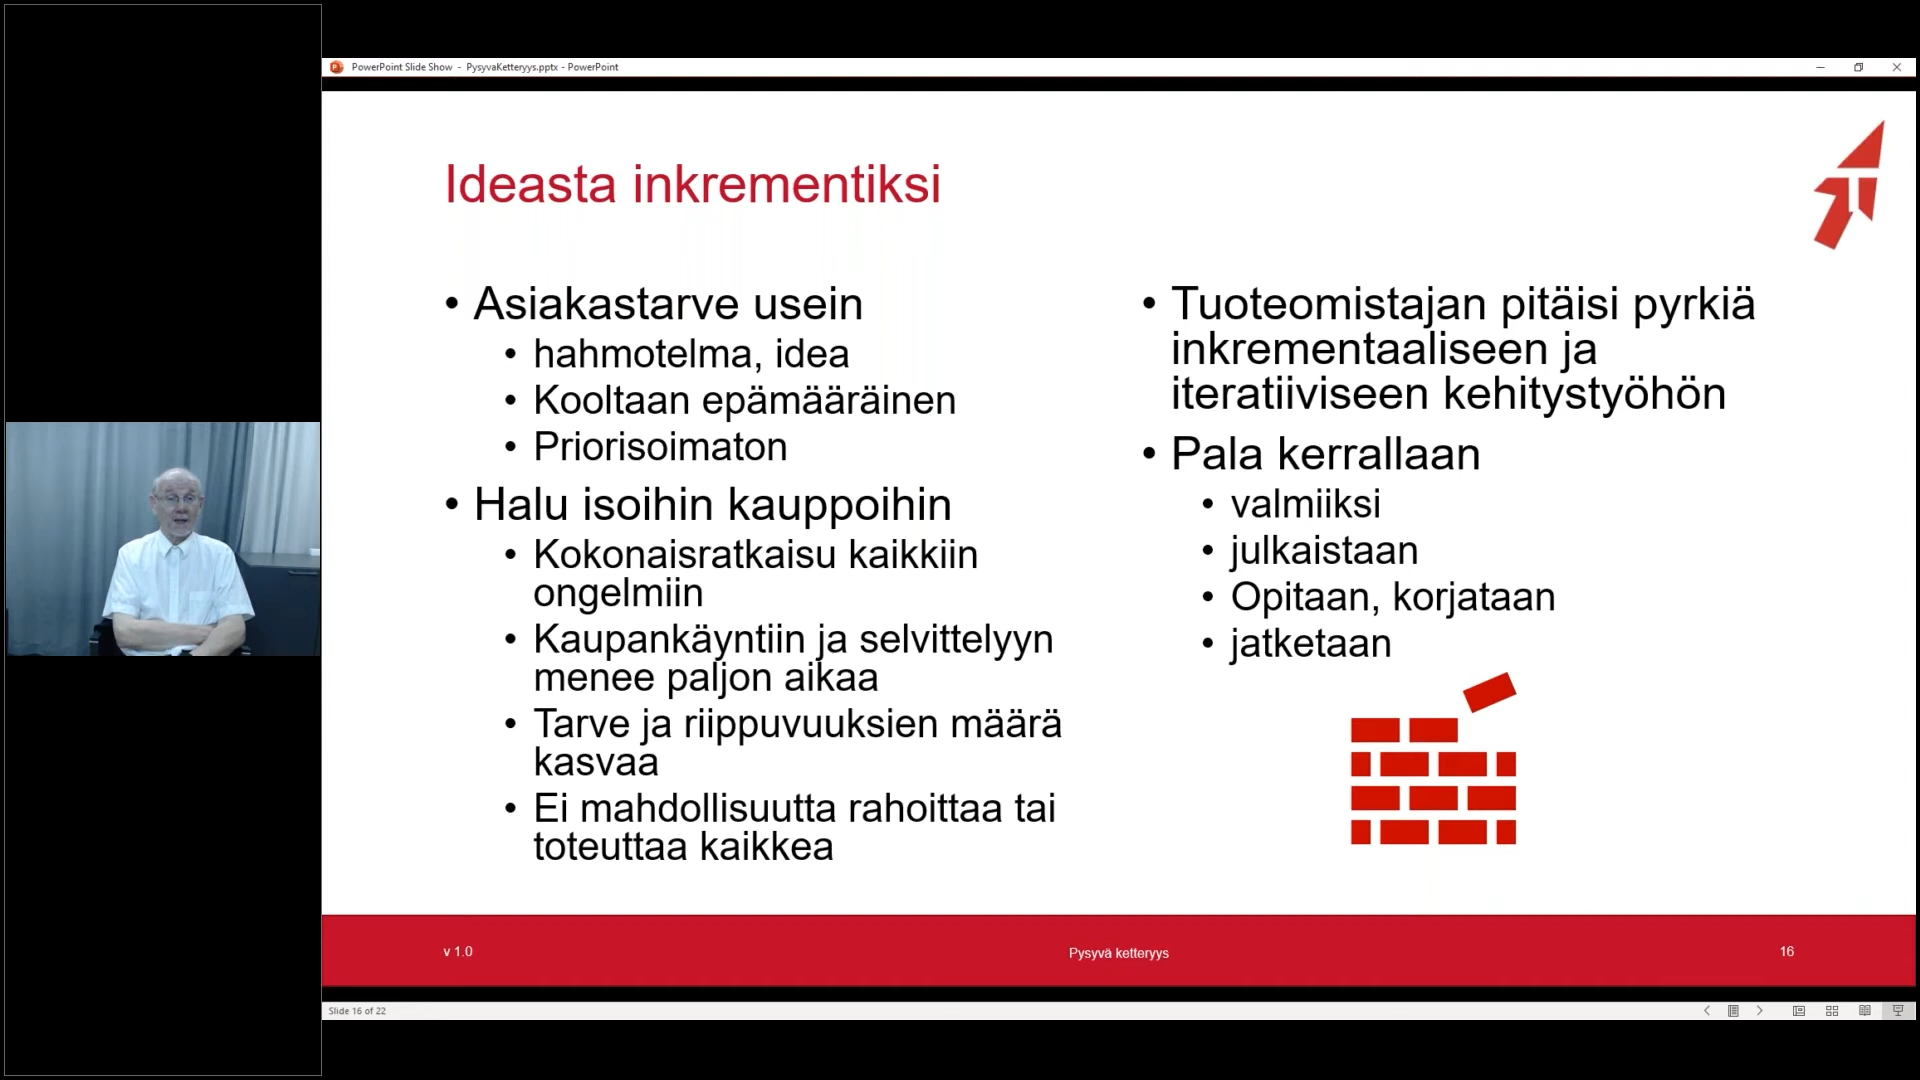 PowerPoint Slide Show - PysyvaKetteryys.pptx - PowerPoint
Ideasta inkrementiksi
• Asiakastarve usein
• hahmotelma, idea
• Kooltaan epämääräinen
• Priorisoimaton
• Halu isoihin kauppoihin
• Kokonaisratkaisu kaikkiin
ongelmiin
• Kaupankäyntiin ja selvittelyyn
menee paljon aikaa
• Tarve ja riippuvuuksien määrä
kasvaa
• Ei mahdollisuutta rahoittaa tai
toteuttaa kaikkea
• Tuoteomistajan pitäisi pyrkiä
inkrementaaliseen ja
iteratiiviseen kehitystyöhön
• Pala kerrallaan
• valmiiksi
• julkaistaan
• Opitaan, korjataan
• jatketaan
v 1.0
Pysyvä ketteryys
16
Slide 16 of 22